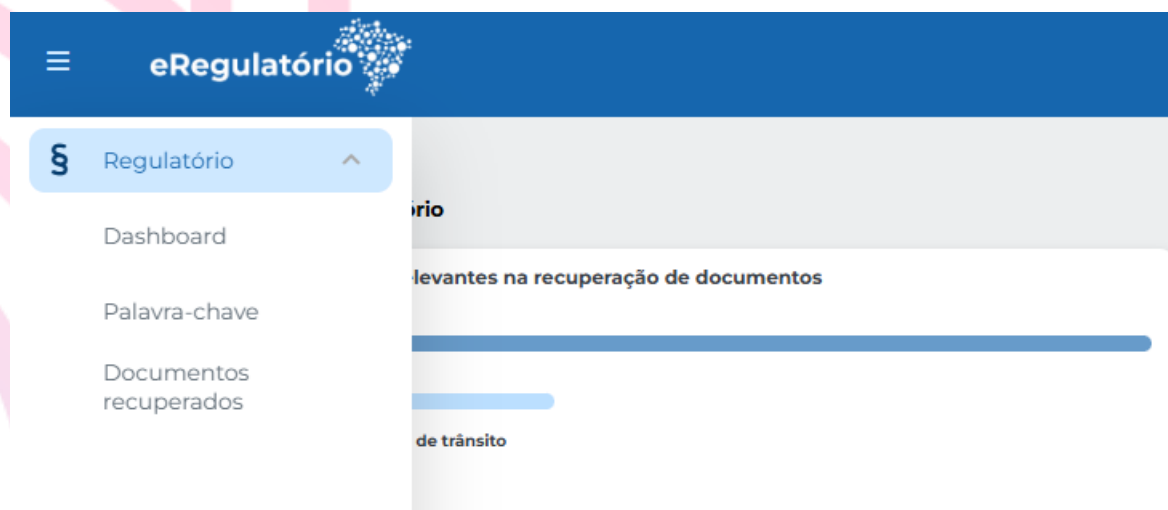 eRegulatório
§ Regulatório
Dashboard
Palavra-chave
Documentos
recuperados
ório
levantes na recuperação de documentos
de trânsito